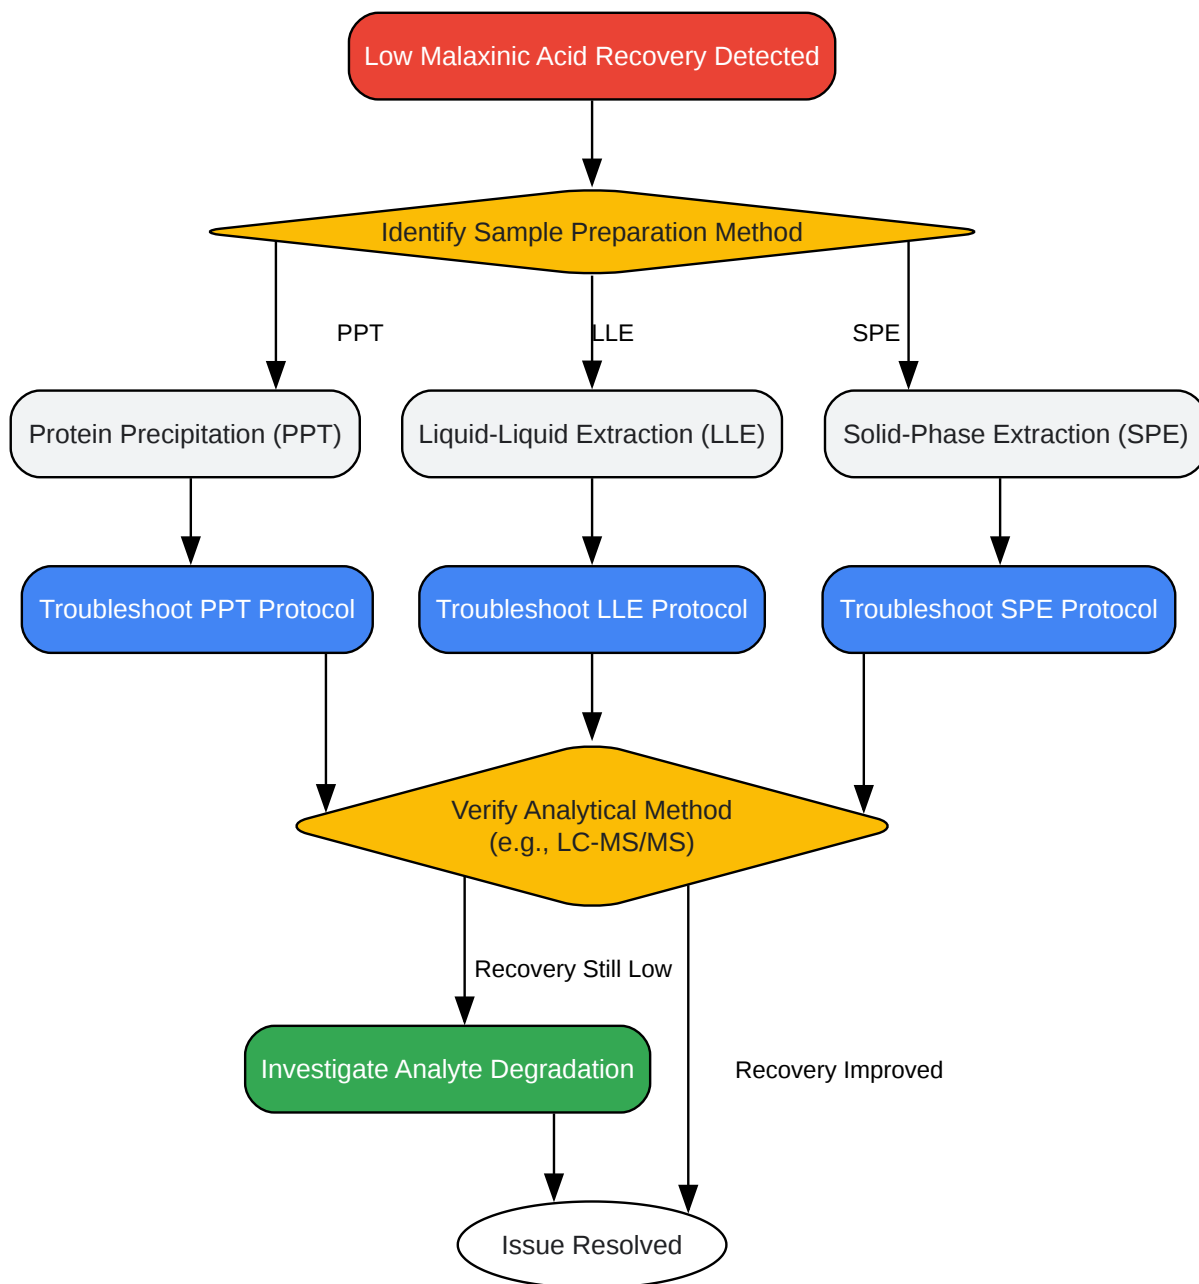 Low Malaxinic Acid Recovery Detected
Identify Sample Preparation Method
PPT
LLE
SPE
Protein Precipitation (PPT)
Liquid-Liquid Extraction (LLE)
Solid-Phase Extraction (SPE)
Troubleshoot PPT Protocol
Troubleshoot LLE Protocol
Troubleshoot SPE Protocol
Verify Analytical Method
(e.g., LC-MS/MS)
Recovery Still Low
Investigate Analyte Degradation
Recovery Improved
Issue Resolved